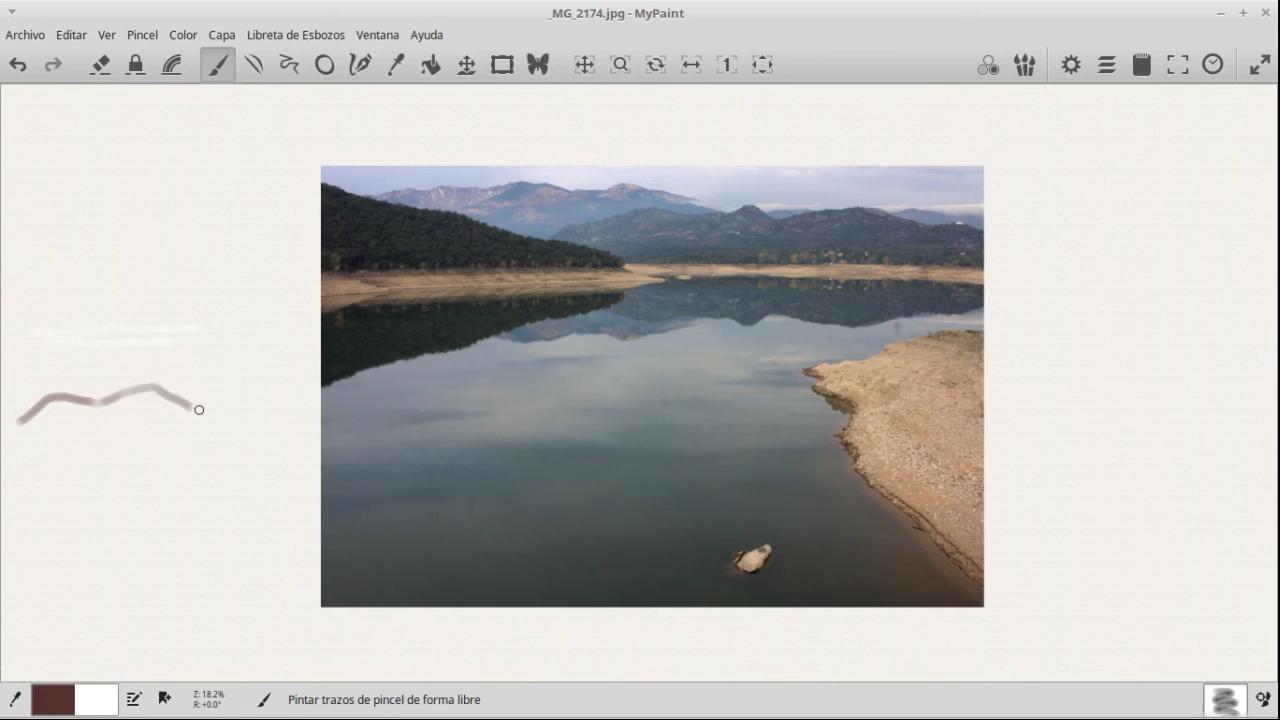 _MG_2174.jpg - MyPaint
Archivo Editar Ver Pincel Color Capa Libreta de Esbozos Ventana Ayuda
1
Z: 18.2%
R: +0.0°
Pintar trazos de pincel de forma libre